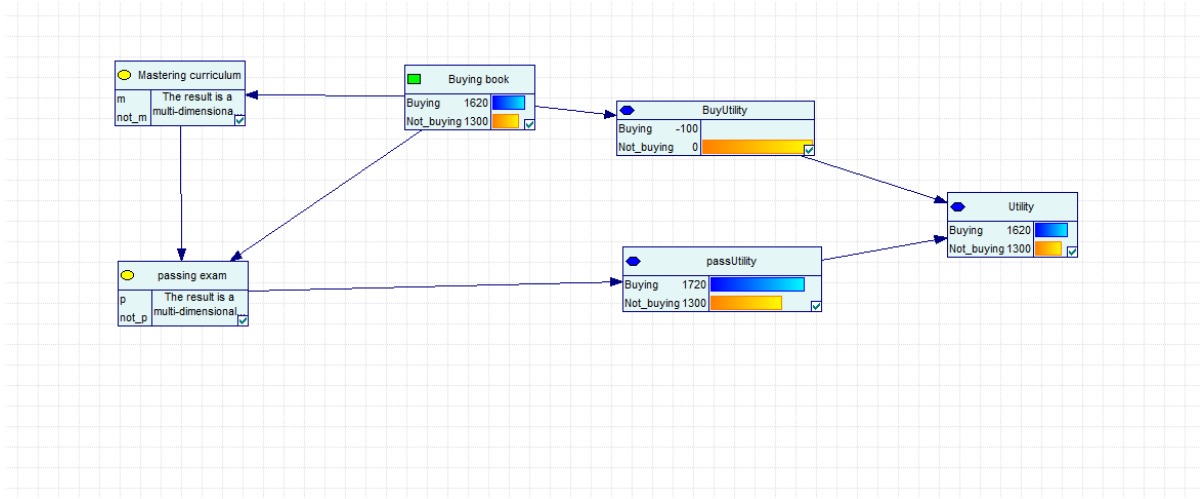 Mastering curriculum
m
not_m
The result is a
multi-dimensiona...
Buying book
Buying 1620
Not_buying 1300
BuyUtility
Buying -100
Not_buying 0
Utility
Buying 1620
Not_buying 1300
passing exam
p
not_p
The result is a
multi-dimensional...
passUtility
Buying 1720
Not_buying 1300